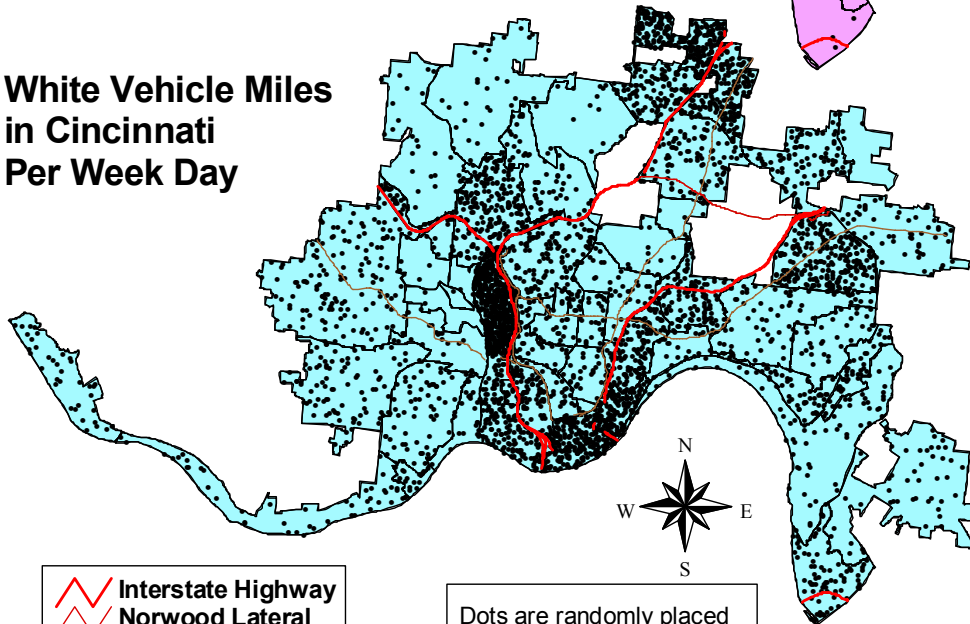 White Vehicle Miles
in Cincinnati
Per Week Day
N
W E
S
Interstate Highway
Norwood Lateral
Dots are randomly placed